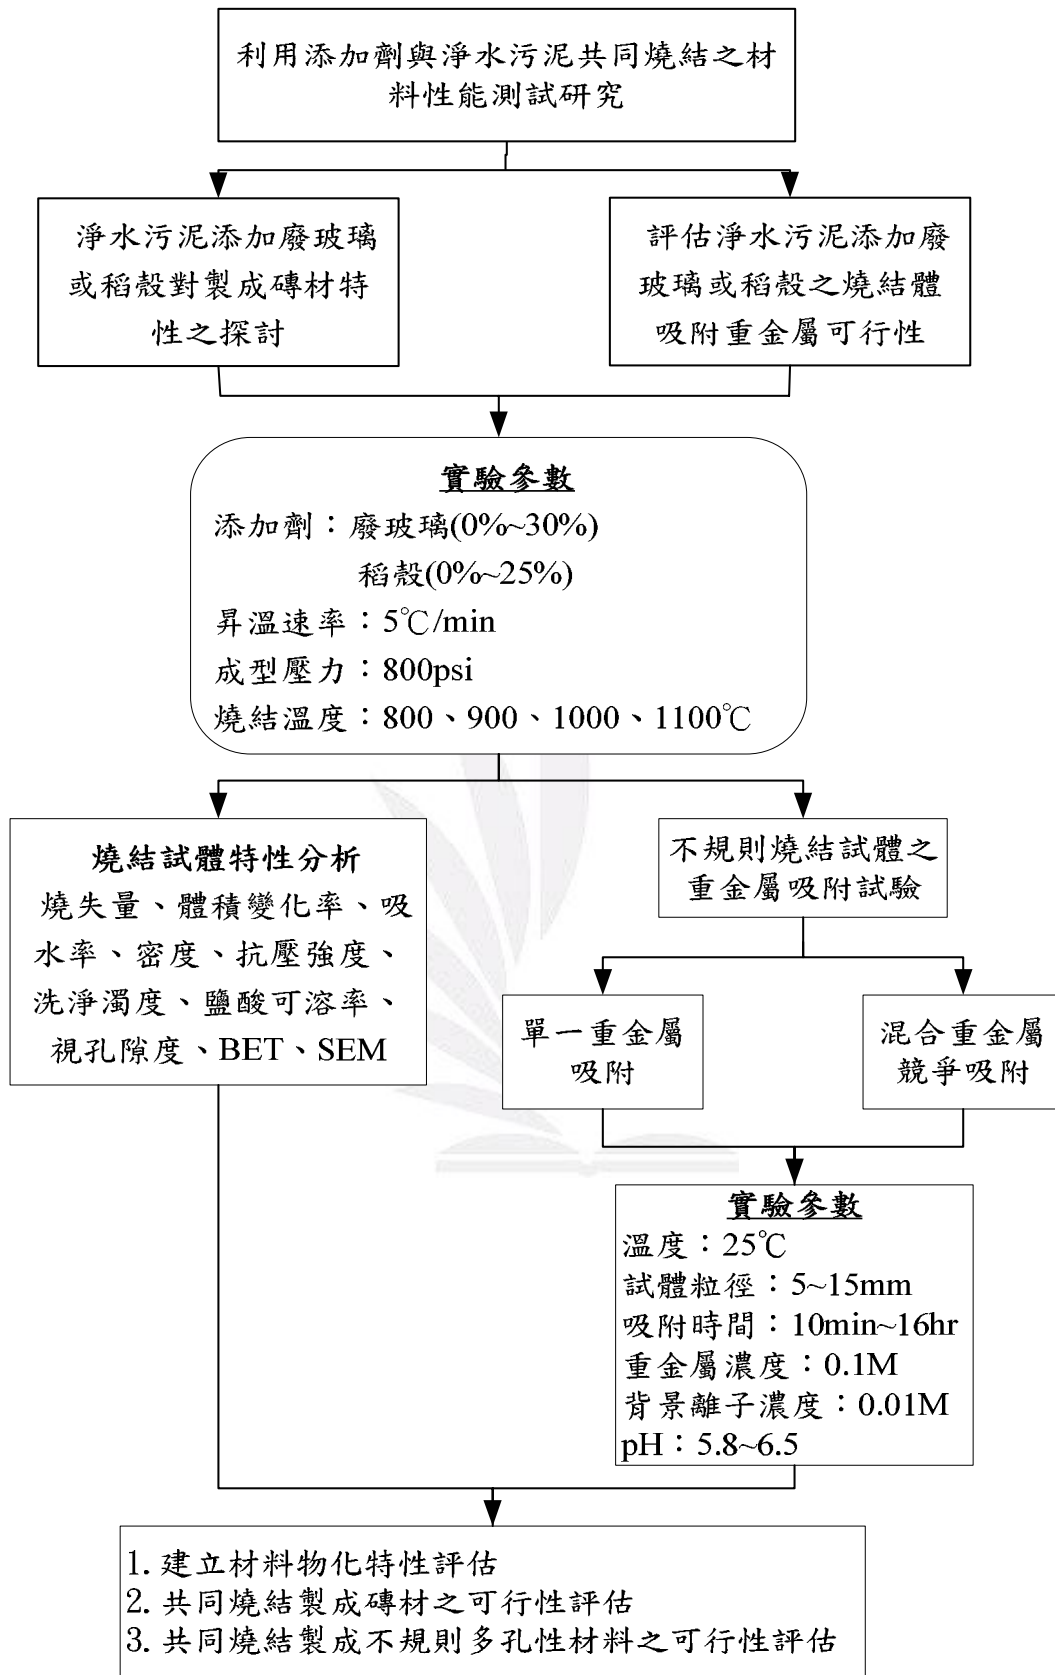 利用添加劑與淨水污泥共同燒結之材
料性能測試研究
淨水污泥添加廢玻璃
或稻殼對製成磚材特
性之探討
評估淨水污泥添加廢
玻璃或稻殼之燒結體
吸附重金屬可行性
實驗參數
添加劑：廢玻璃(0%~30%)
稻殼(0%~25%)
昇溫速率：5℃/min
成型壓力：800psi
燒結溫度：800、900、1000、1100℃
燒結試體特性分析
燒失量、體積變化率、吸
水率、密度、抗壓強度、
洗淨濁度、鹽酸可溶率、
視孔隙度、BET、SEM
不規則燒結試體之
重金屬吸附試驗
單一重金屬
吸附
混合重金屬
競爭吸附
實驗參數
溫度：25℃
試體粒徑：5~15mm
吸附時間：10min~16hr
重金屬濃度：0.1M
背景離子濃度：0.01M
pH：5.8~6.5
1. 建立材料物化特性評估
2. 共同燒結製成磚材之可行性評估
3. 共同燒結製成不規則多孔性材料之可行性評估